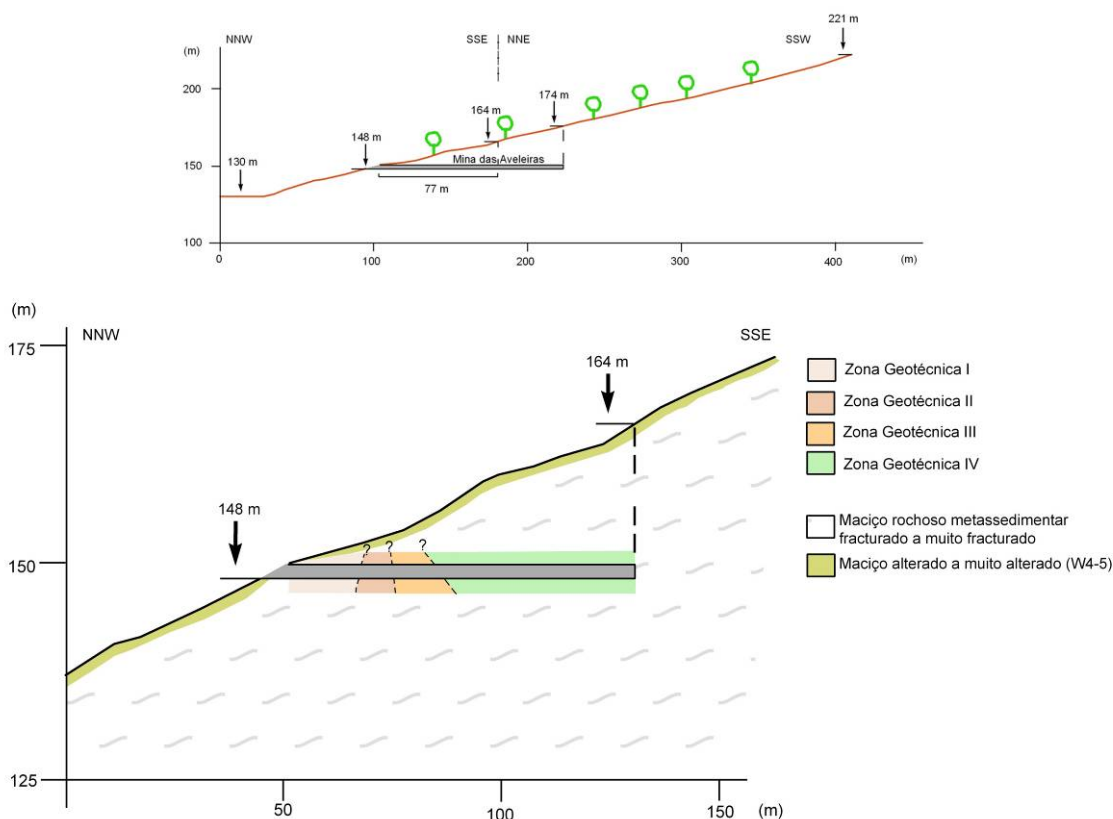 NNW
SSE
NNE
SSW
221 m
(m)
200
174 m
164 m
148 m
150
Mina das Aveleiras
130 m
77 m
100
0
100
200
300
400
(m)
(m)
NNW
SSE
175
164 m
148 m
150
?
?
?
125
50
100
150
(m)
Zona Geotécnica I
Zona Geotécnica II
Zona Geotécnica III
Zona Geotécnica IV
Maciço rochoso metassedimentar
fracturado a muito fracturado
Maciço alterado a muito alterado (W4-5)